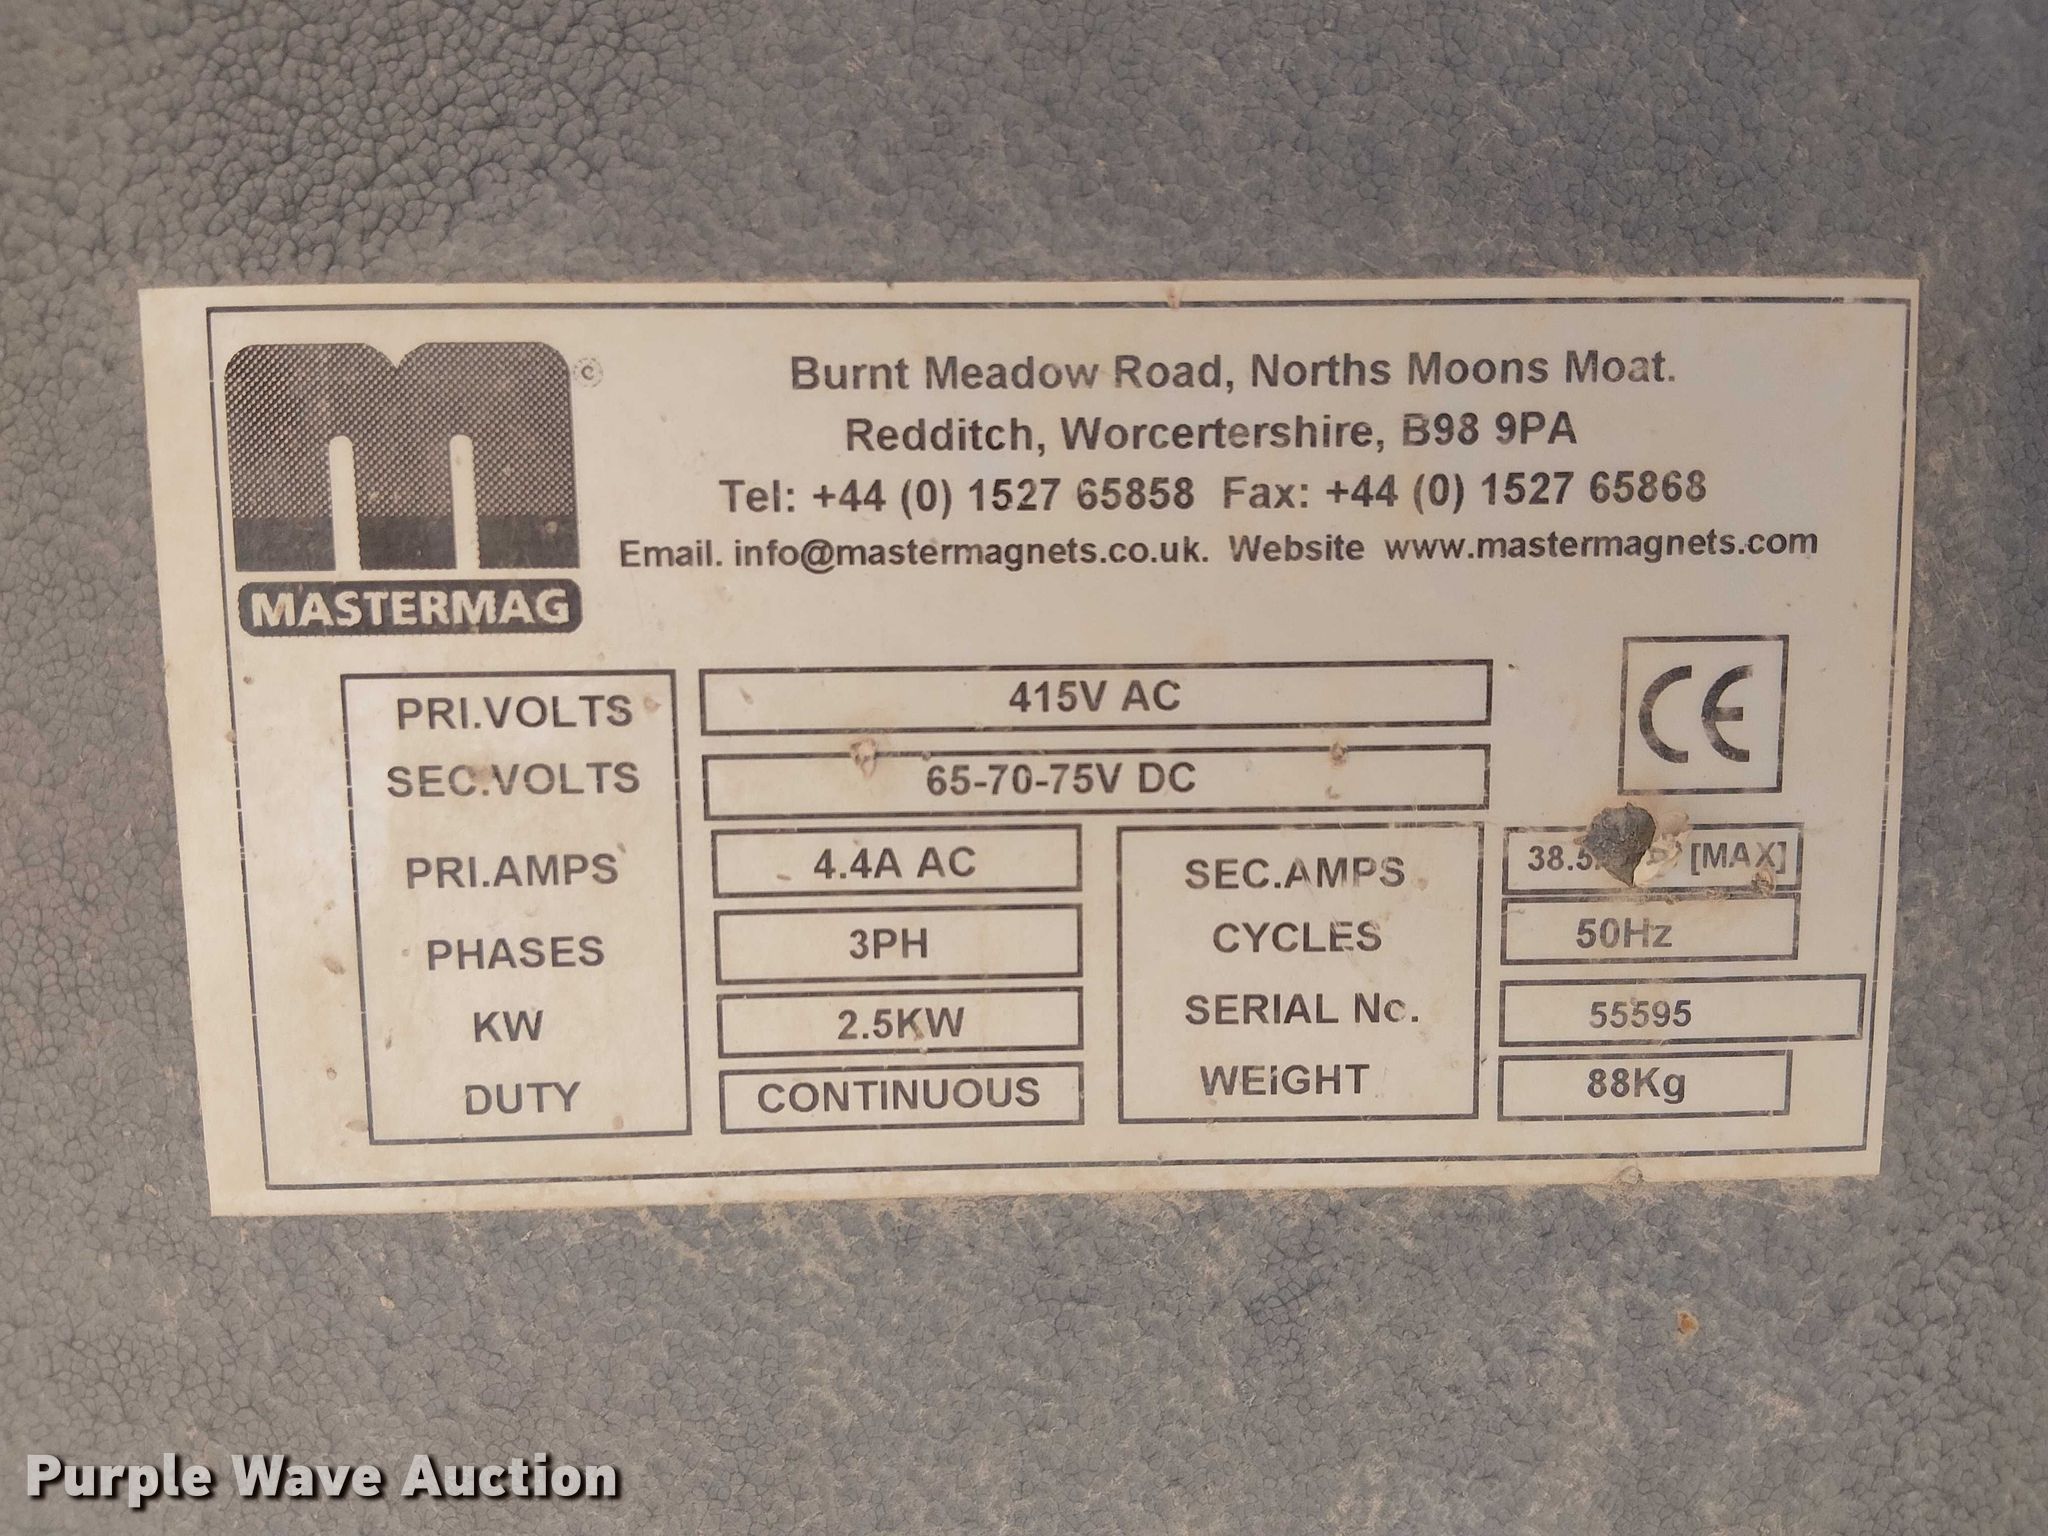 ©
Burnt Meadow Road, Norths Moons Moat.
Redditch, Worcertershire, B98 9PA
Tel: +44 (0) 1527 65858 Fax: +44 (0) 1527 65868
Email. info@mastermagnets.co.uk. Website www.mastermagnets.com
MASTERMAG
CE
PRI.VOLTS 415V AC
SEC.VOLTS 65-70-75V DC
PRI.AMPS 4.4A AC SEC.AMPS [MAX]
PHASES 3PH CYCLES 50Hz
KW 2.5KW SERIAL No. 55595
DUTY CONTINUOUS WEIGHT 88Kg
Purple Wave Auction